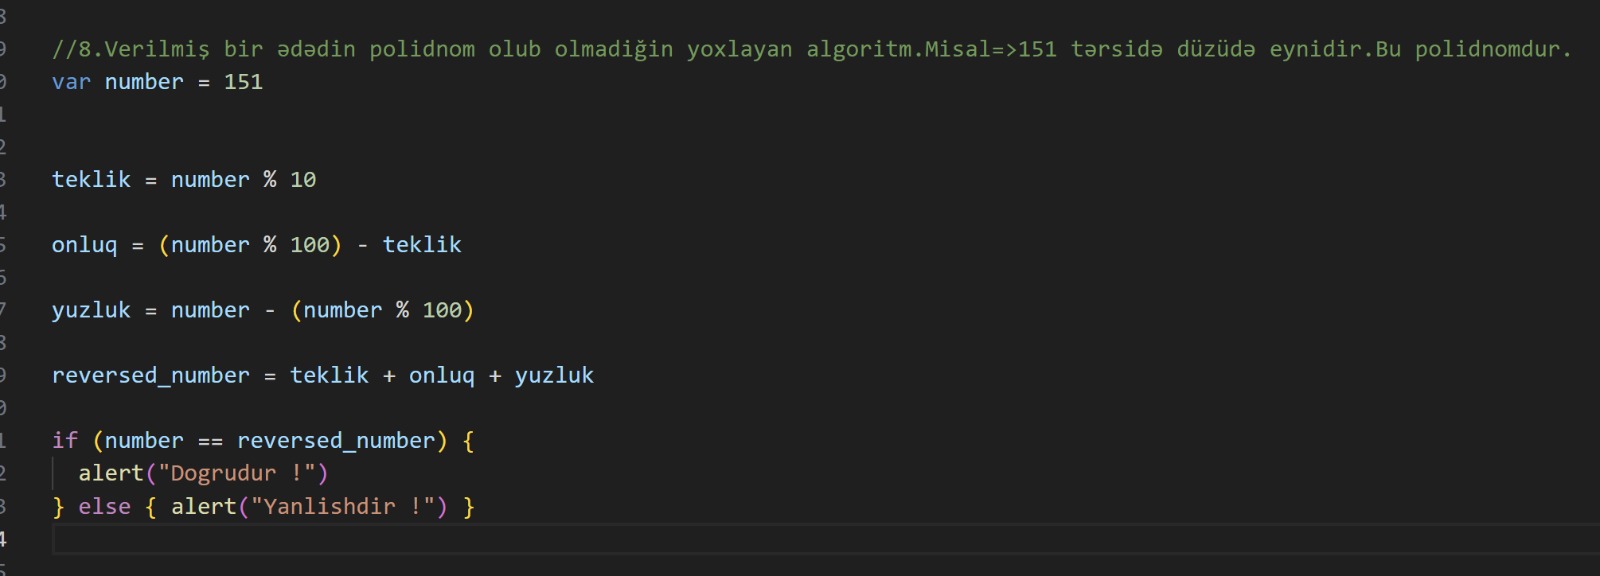 //8.Verilmiş bir ədədin polidnom olub olmadiğin yoxlayan algoritm.Misal=>151 tərsidə düzüdə eynidir.Bu polidnomdur.
var number = 151
teklik = number % 10
onluq = (number % 100) - teklik
yuzluk = number - (number % 100)
reversed_number = teklik + onluq + yuzluk
if (number == reversed_number) {
alert("Dogrudur !")
} else { alert("Yanlishdir !") }